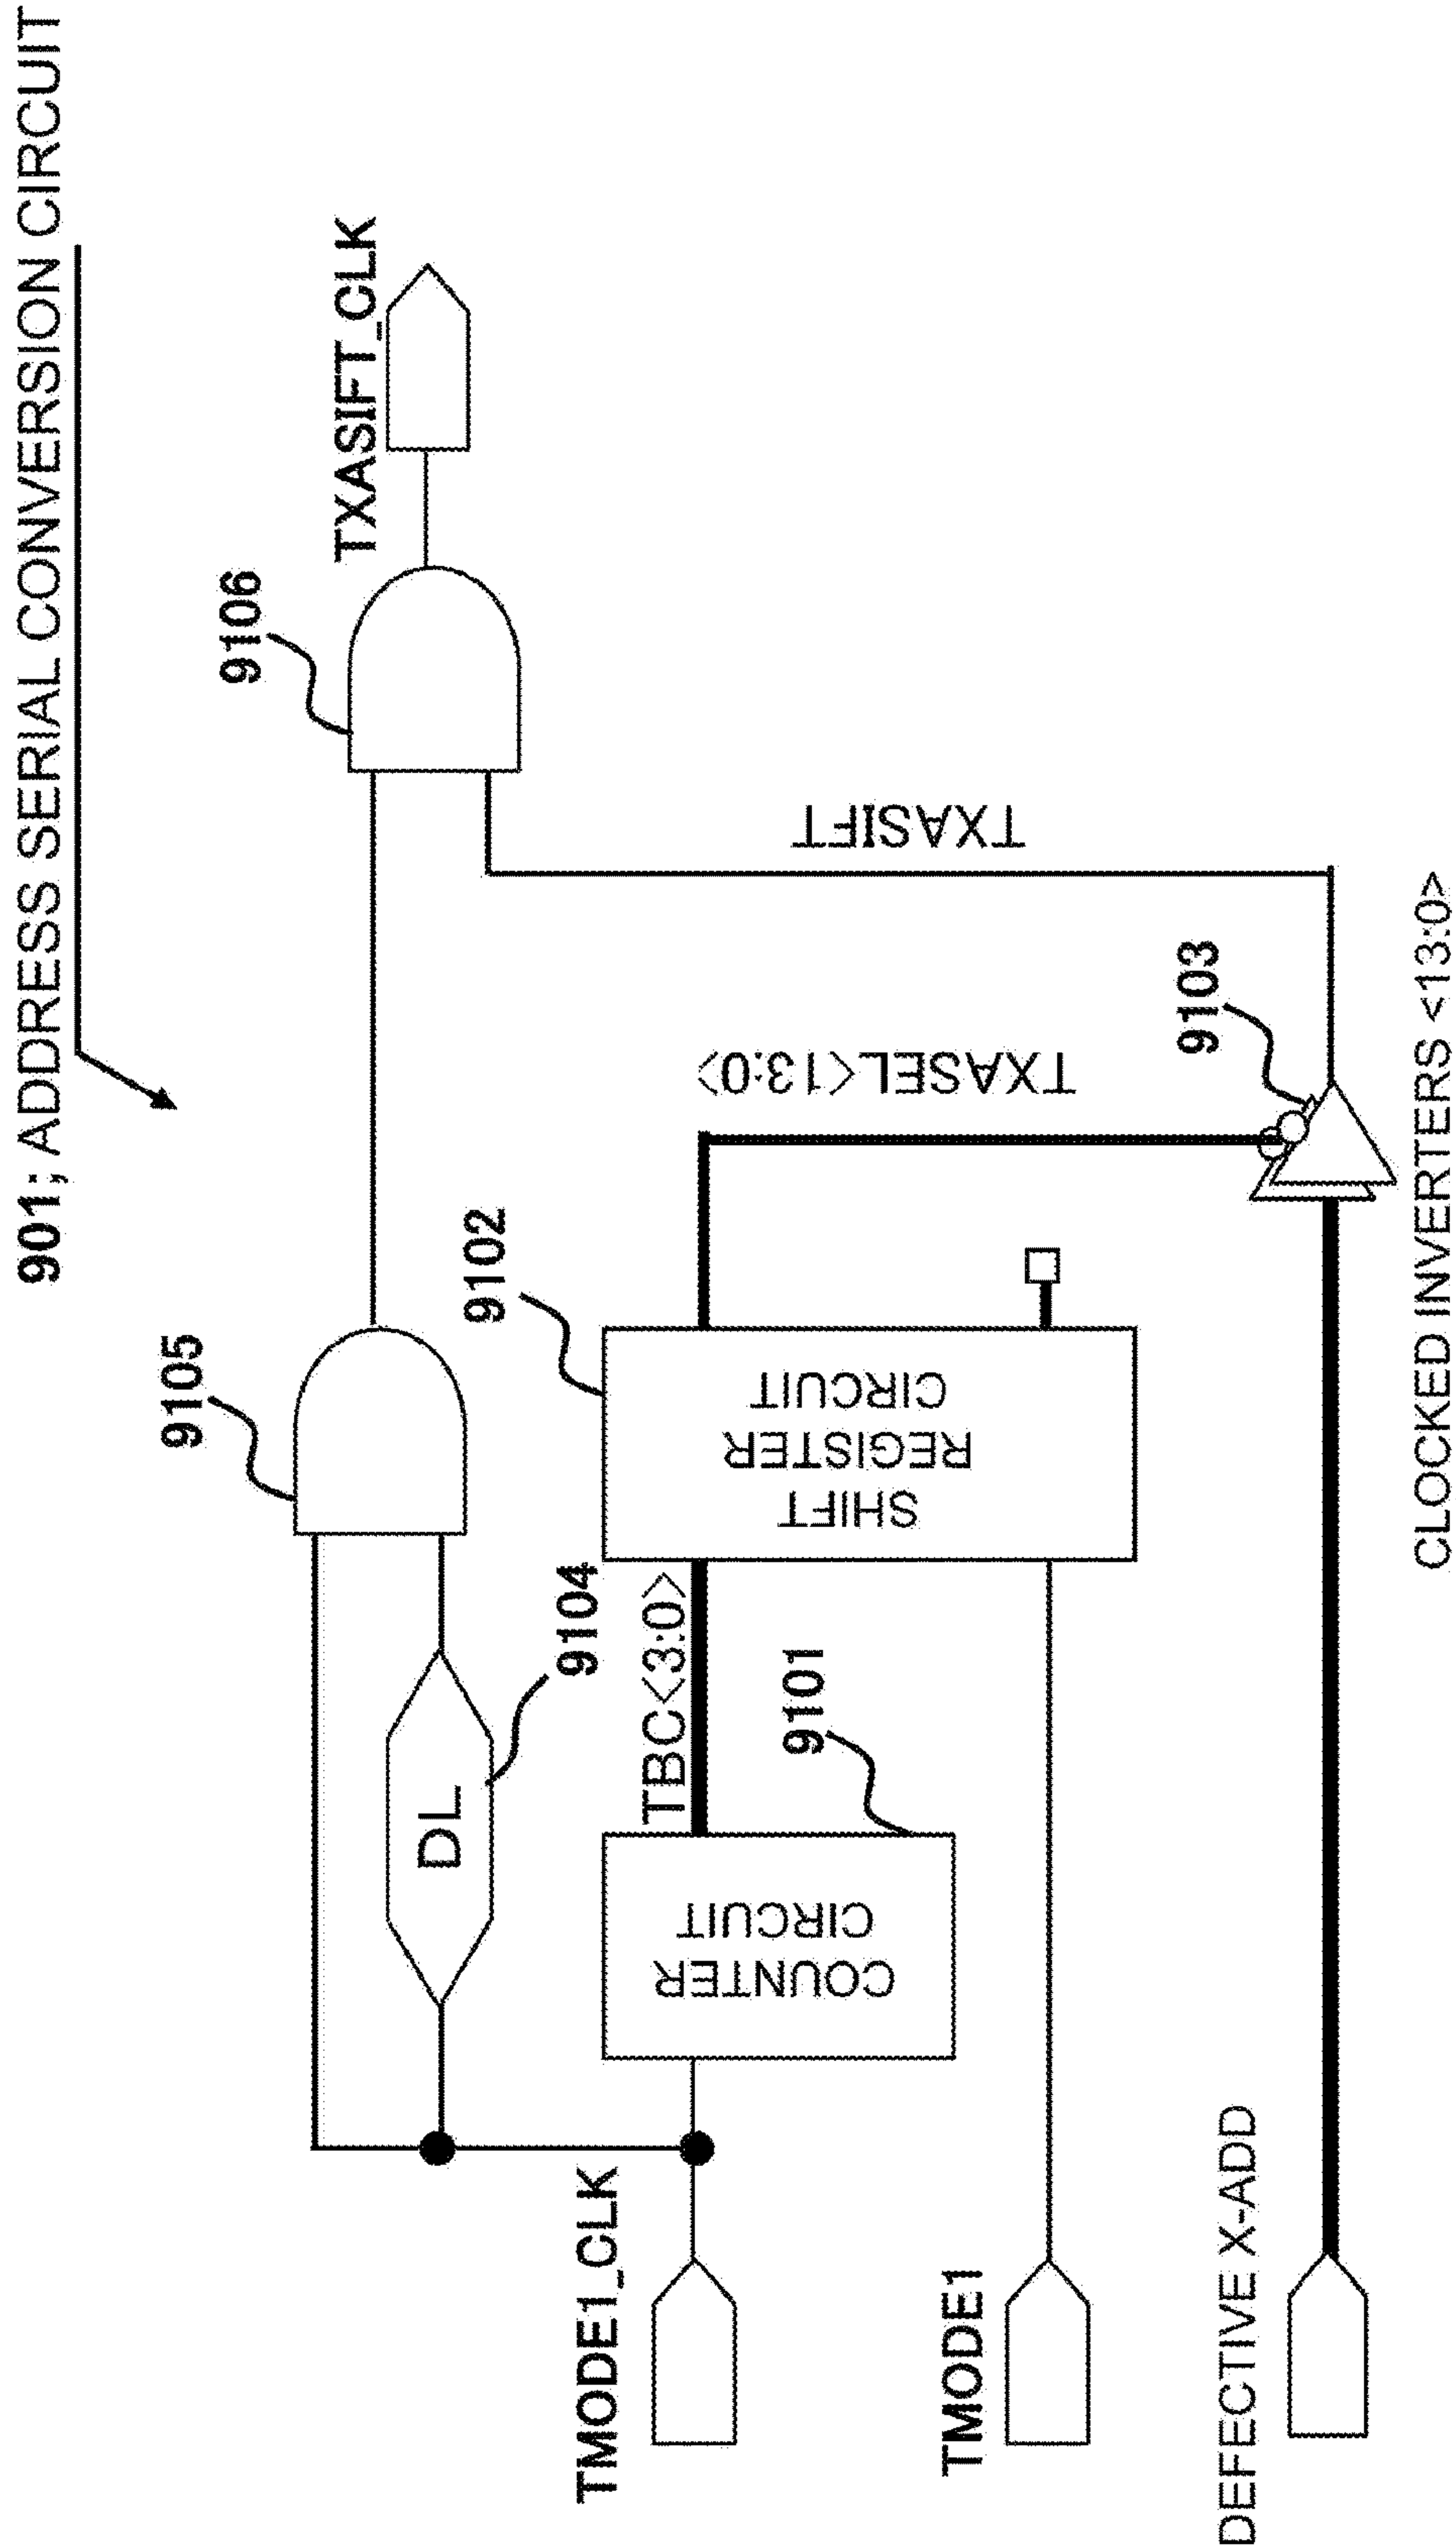 901; ADDRESS SERIAL CONVERSION CIRCUIT
9105
9106
TXASIFT_CLK
DL
9104
9102
TMODE1_CLK
TBC<3:0>
COUNTER
CIRCUIT
9101
SHIFT
REGISTER
CIRCUIT
TXASEL<13:0>
TXASIFT
TMODE1
9103
DEFECTIVE X-ADD
CLOCKED INVERTERS <13:0>